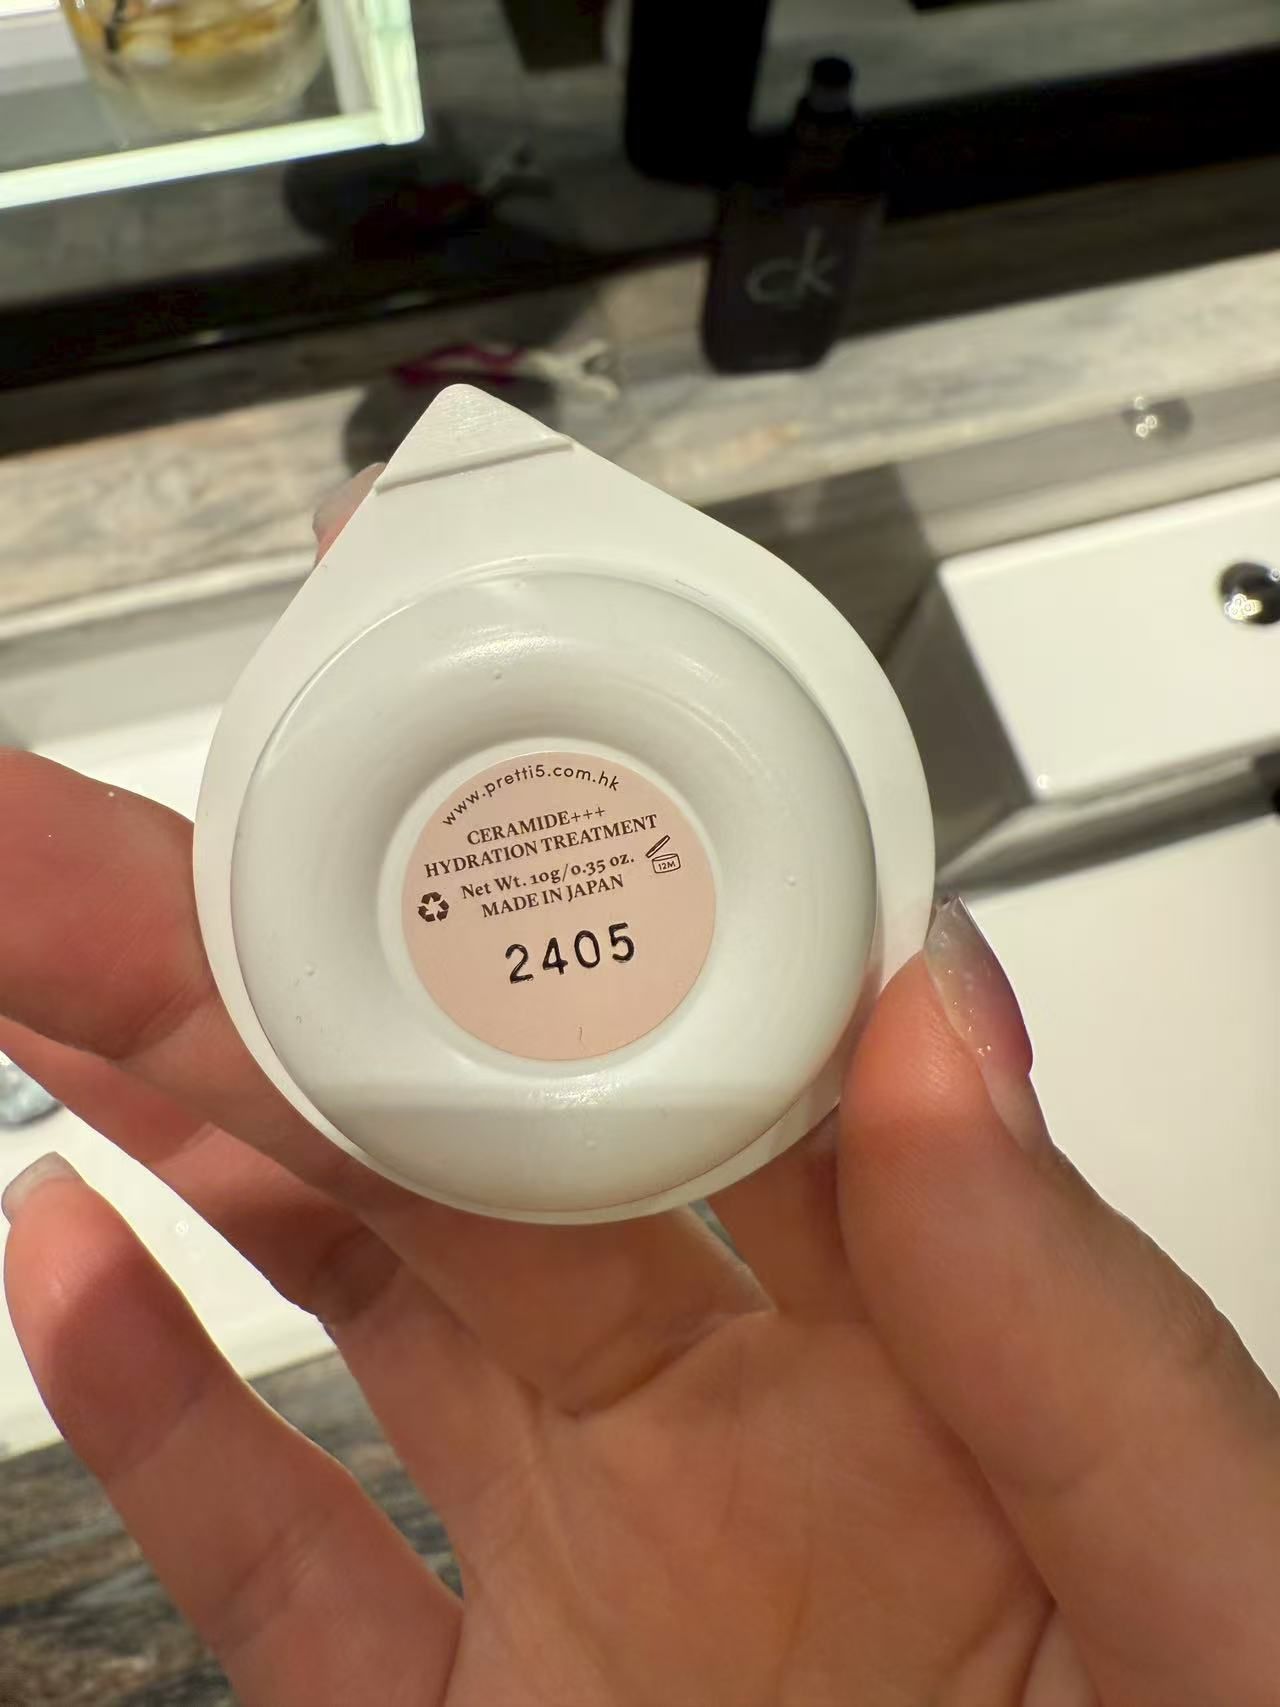 ck
www.pretti5.com.hk
CERAMIDE+++
HYDRATION TREATMENT
Net Wt. 10g/0.35 oz.
12M
MADE IN JAPAN
2405